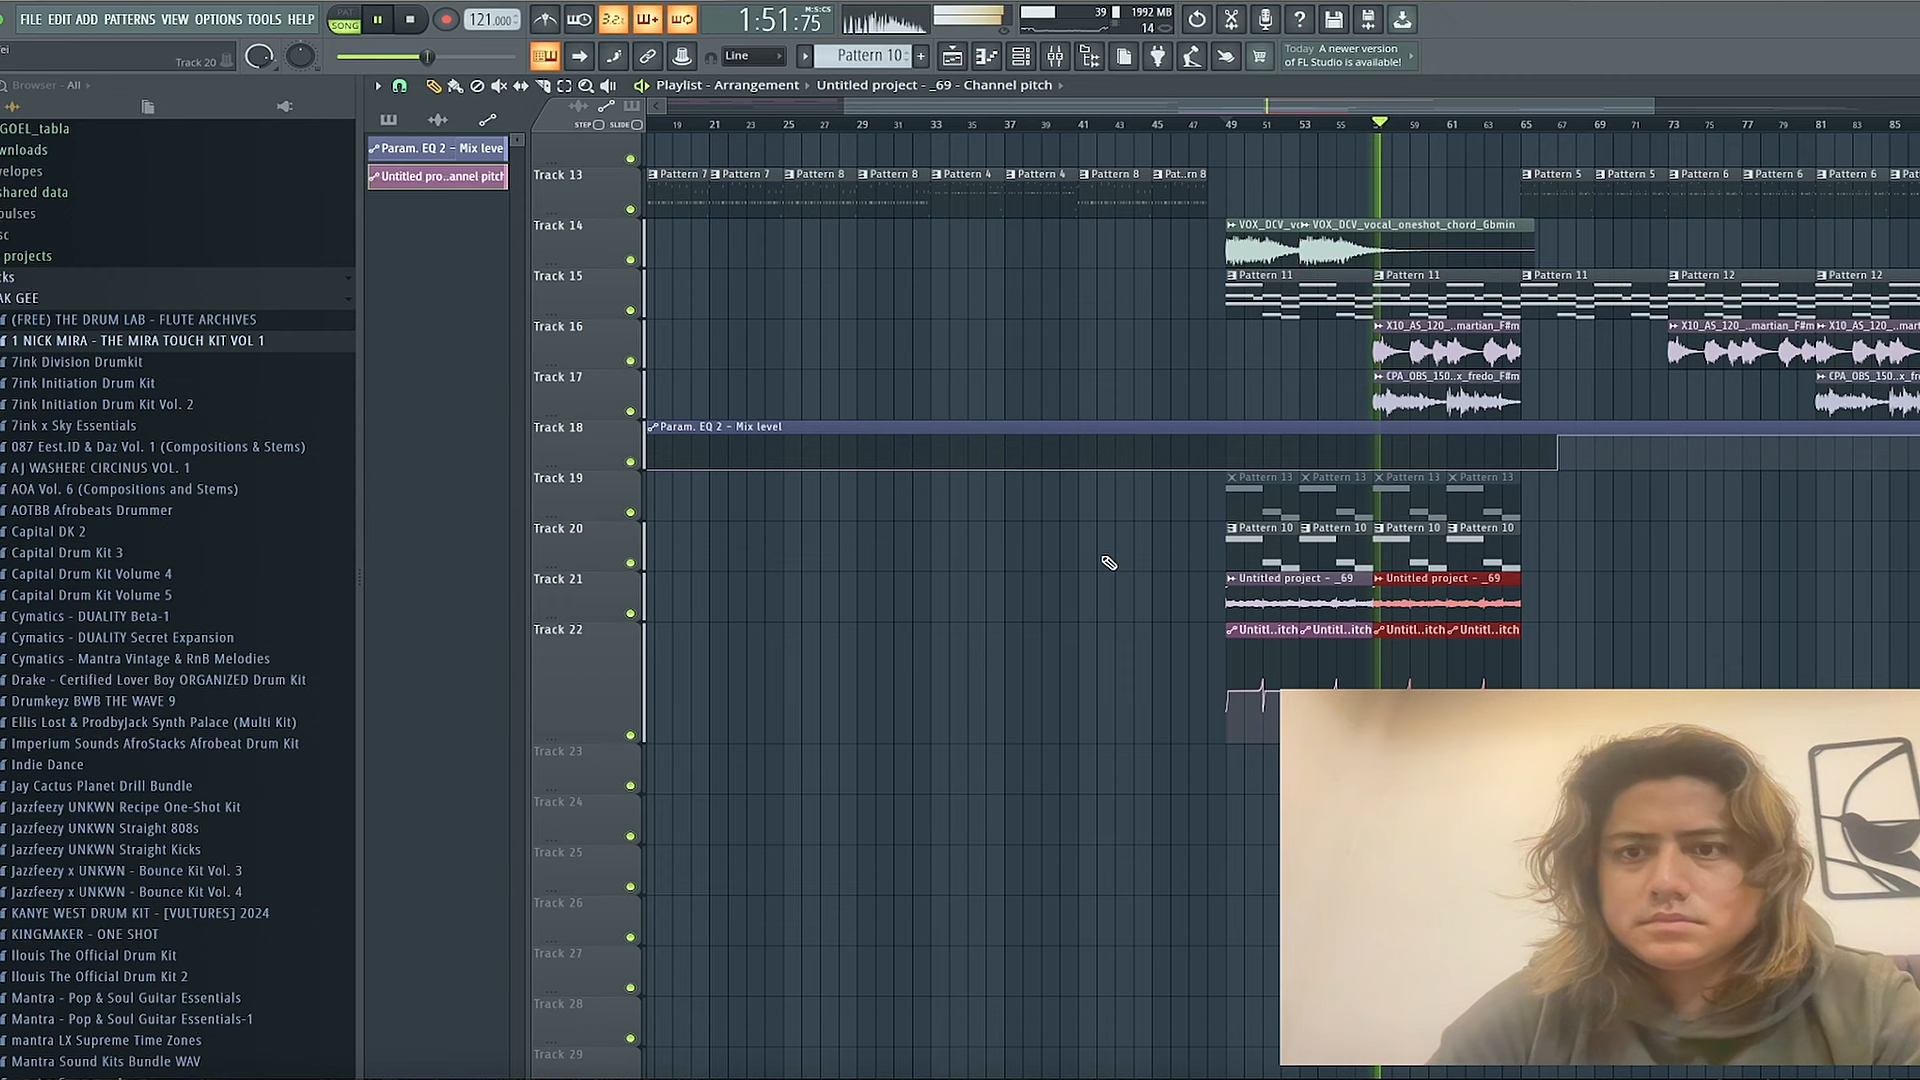 FILE EDIT ADD PATTERNS VIEW OPTIONS TOOLS HELP
PAT
SONG
121.000
3.2
1:51:75
M:S:CS
39
1992 MB
14
Track 20
Line
Pattern 10
Today A newer version
of FL Studio is available!
Browser - All
Playlist - Arrangement › Untitled project - _69 - Channel pitch
STEP
SLIDE
19 21 23 25 27 29 31 33 35 37 39 41 43 45 47 49 51 53 55 59 61 63 65 67 69 71 73 75 77 79 81 83 85
Param. EQ 2 - Mix leve
Untitled pro..annel pitch
GOEL_tabla
wnloads
velopes
shared data
pulses
sc
projects
cks
AK GEE
(FREE) THE DRUM LAB - FLUTE ARCHIVES
1 NICK MIRA - THE MIRA TOUCH KIT VOL 1
7ink Division Drumkit
7ink Initiation Drum Kit
7ink Initiation Drum Kit Vol. 2
7ink x Sky Essentials
087 Eest.ID & Daz Vol. 1 (Compositions & Stems)
AJ WASHERE CIRCINUS VOL. 1
AOA Vol. 6 (Compositions and Stems)
AOTBB Afrobeats Drummer
Capital DK 2
Capital Drum Kit 3
Capital Drum Kit Volume 4
Capital Drum Kit Volume 5
Cymatics - DUALITY Beta-1
Cymatics - DUALITY Secret Expansion
Cymatics - Mantra Vintage & RnB Melodies
Drake - Certified Lover Boy ORGANIZED Drum Kit
Drumkeyz BWB THE WAVE 9
Ellis Lost & ProdbyJack Synth Palace (Multi Kit)
Imperium Sounds AfroStacks Afrobeat Drum Kit
Indie Dance
Jay Cactus Planet Drill Bundle
Jazzfeezy UNKWN Recipe One-Shot Kit
Jazzfeezy UNKWN Straight 808s
Jazzfeezy UNKWN Straight Kicks
Jazzfeezy x UNKWN - Bounce Kit Vol. 3
Jazzfeezy x UNKWN - Bounce Kit Vol. 4
KANYE WEST DRUM KIT - [VULTURES] 2024
KINGMAKER - ONE SHOT
llouis The Official Drum Kit
llouis The Official Drum Kit 2
Mantra - Pop & Soul Guitar Essentials
Mantra - Pop & Soul Guitar Essentials-1
mantra LX Supreme Time Zones
Mantra Sound Kits Bundle WAV
Track 13
Pattern 7 Pattern 7 Pattern 8 Pattern 8 Pattern 4 Pattern 4 Pattern 8 Pat..rn 8 Pattern 5 Pattern 5 Pattern 6 Pattern 6 Pattern 6 Pat
Track 14
VOX_DCV_vo VOX_DCV_vocal_oneshot_chord_Gbmin
Track 15
Pattern 11 Pattern 11 Pattern 11 Pattern 12 Pattern 12
Track 16
X10_AS_120_..martian_F#m X10_AS_120_..martian_F#m X10_AS_120_..mart
Track 17
CPA_OBS_150..x_fredo_F#m CPA_OBS_150..x_fr
Track 18
Param. EQ 2 - Mix level
Track 19
Pattern 13 Pattern 13 Pattern 13 Pattern 13
Track 20
Pattern 10 Pattern 10 Pattern 10 Pattern 10
Track 21
Untitled project - _69 Untitled project - _69
Track 22
Untitl..itch Untitl..itch Untitl..itch Untitl..itch
Track 23
Track 24
Track 25
Track 26
Track 27
Track 28
Track 29